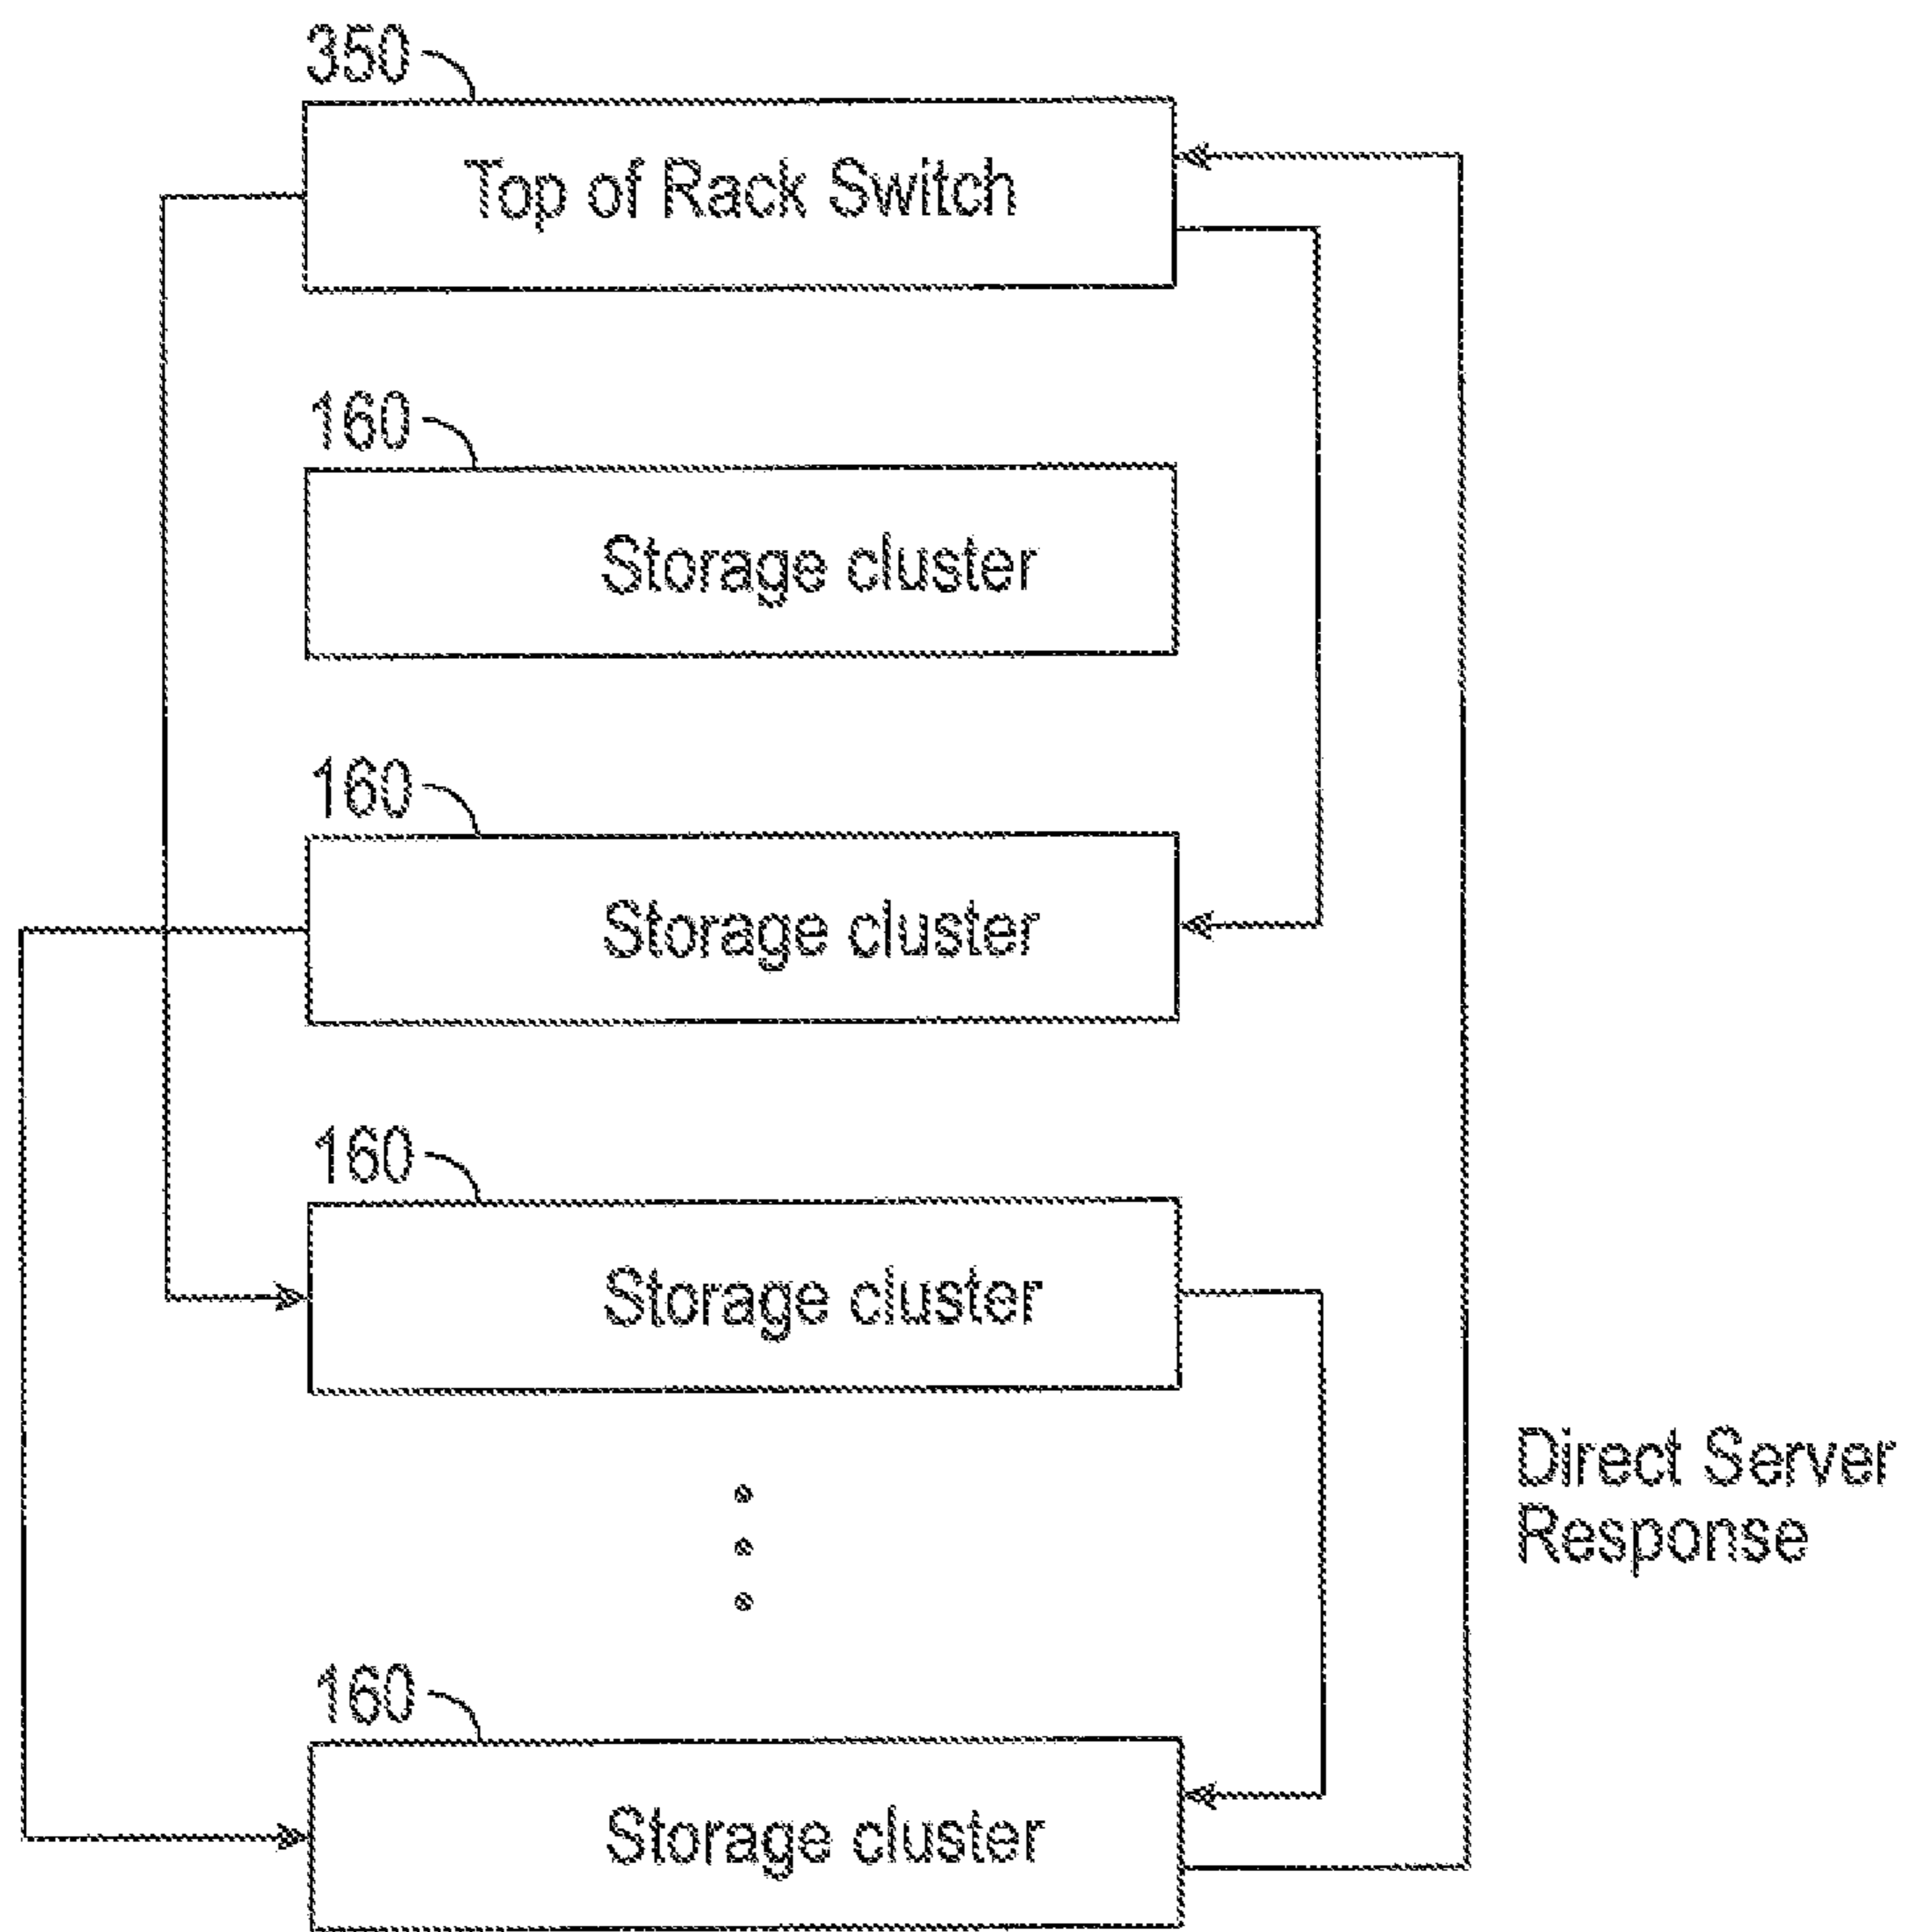 350
Top of Rack Switch
160
Storage cluster
160
Storage cluster
160
Storage cluster
Direct Server
Response
160
Storage cluster